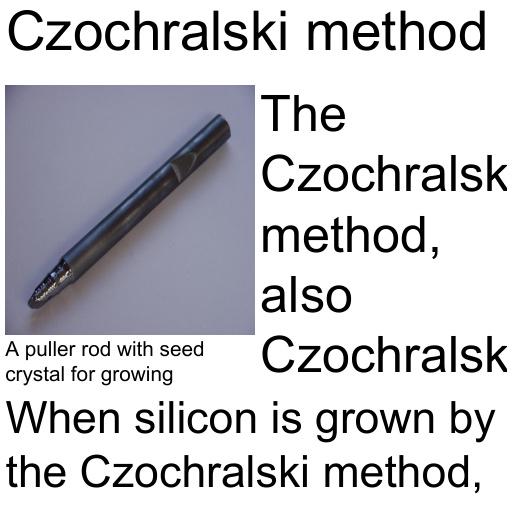 Czochralski method
The
Czochralsk
method,
also
Czochralsk
A puller rod with seed
crystal for growing
When silicon is grown by
the Czochralski method,